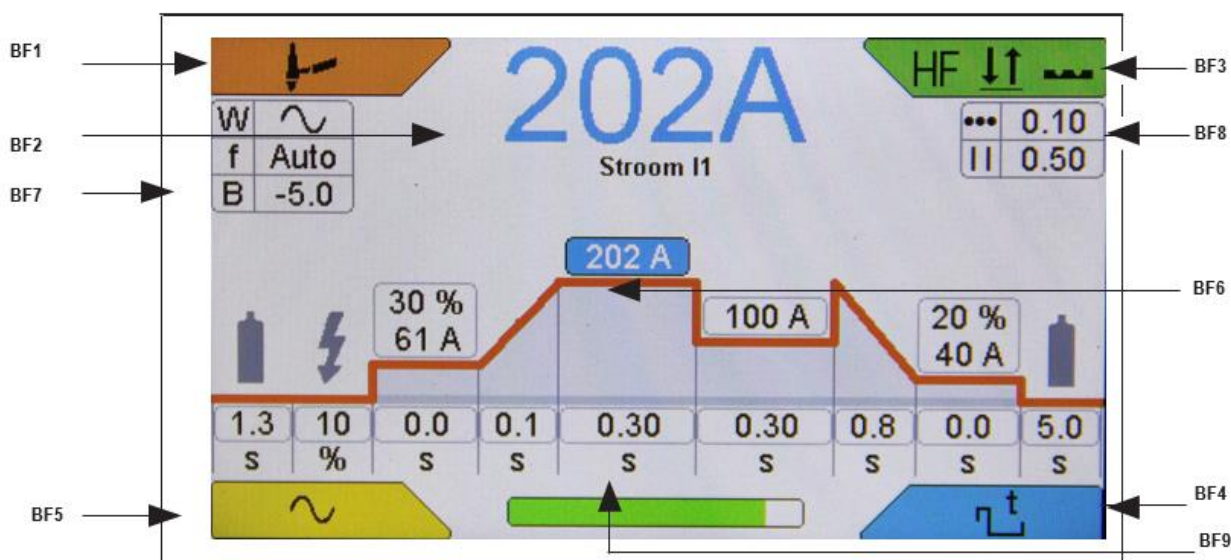 BF1
202A
HF
BF3
W
••• 0.10
BF8
BF2
f Auto
Stroom I1
II 0.50
BF7
B -5.0
202 A
BF6
30 %
61 A
100 A
20 %
40 A
1.3 10 0.0 0.1 0.30 0.30 0.8 0.0 5.0
s % s s s s s s s
BF5
t
BF4
BF9